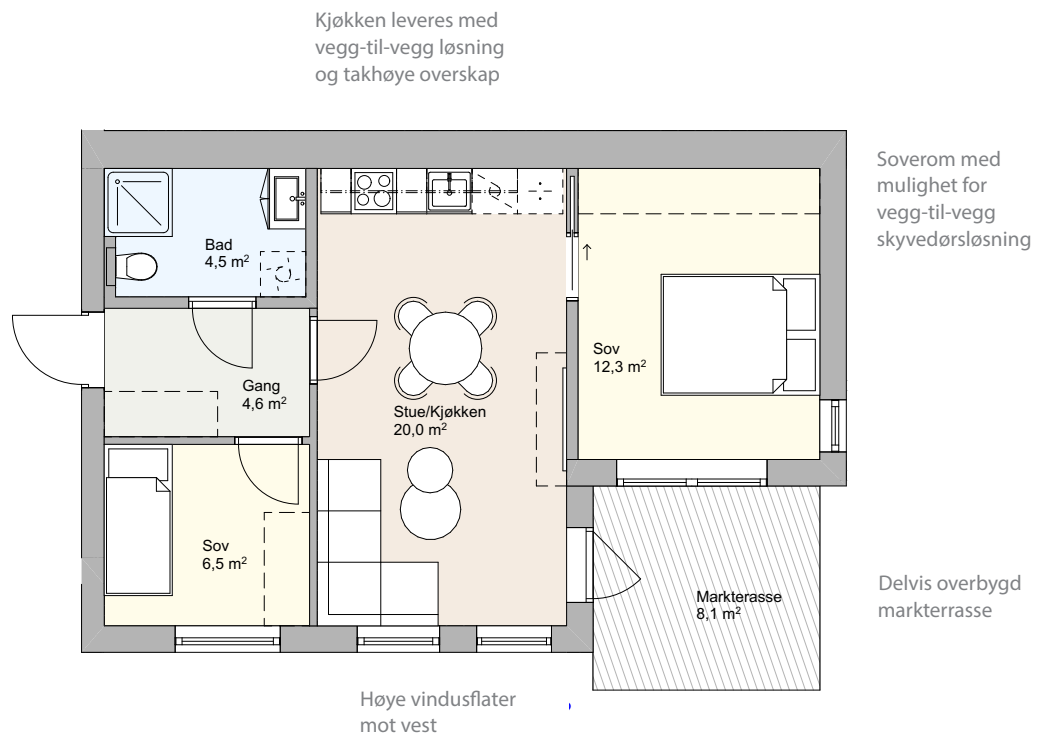 Kjøkken leveres med
vegg-til-vegg løsning
og takhøye overskap
Soverom med
mulighet for
vegg-til-vegg
skyvedørsløsning
Bad
4,5 m²
Sov
12,3 m²
Gang
4,6 m²
Stue/Kjøkken
20,0 m²
Sov
6,5 m²
Markterasse
8,1 m²
Delvis overbygd
markterrasse
Høye vindusflater
mot vest